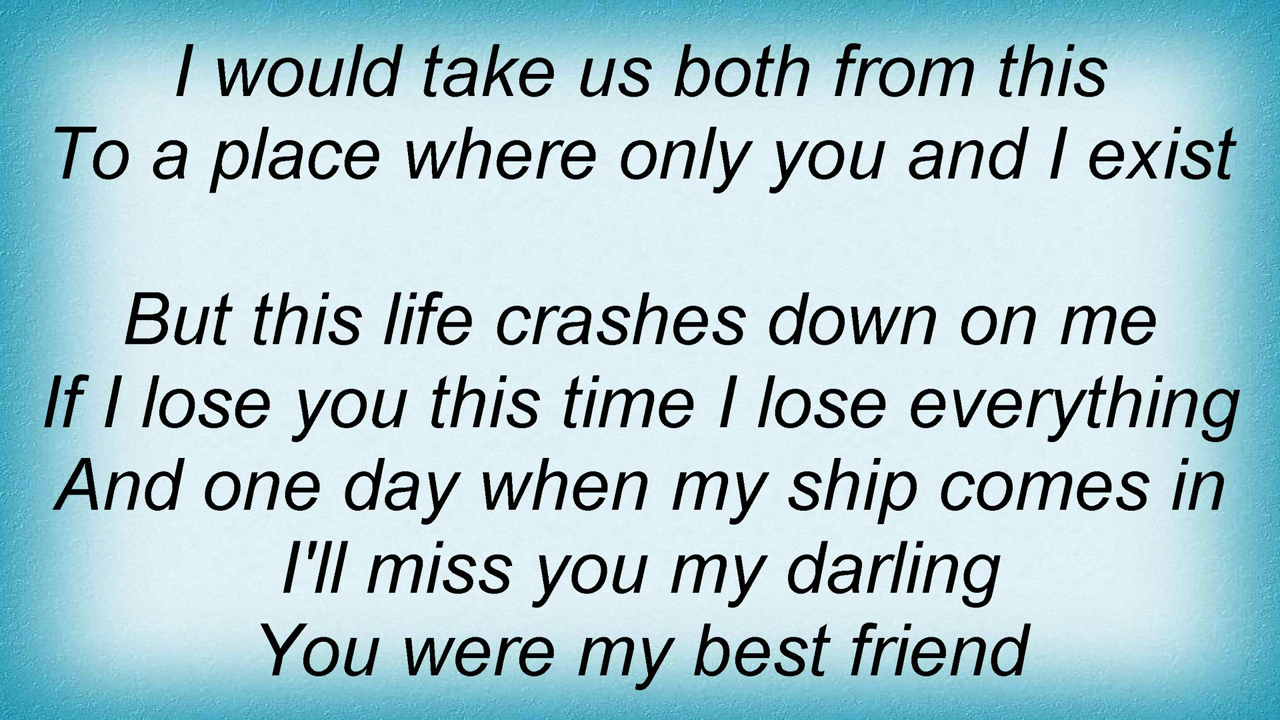 I would take us both from this
To a place where only you and I exist
But this life crashes down on me
If I lose you this time I lose everything
And one day when my ship comes in
I'll miss you my darling
You were my best friend